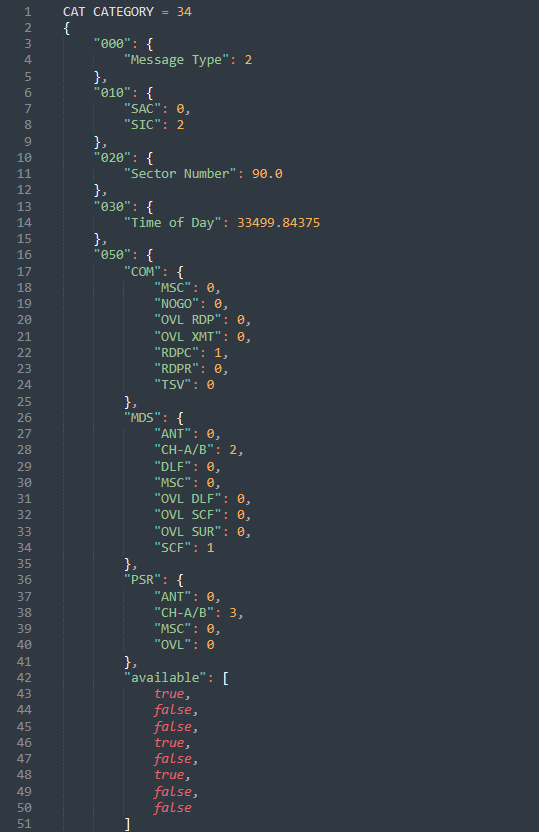 1 CAT CATEGORY = 34
2 {
3 "000": {
4 "Message Type": 2
5 },
6 "010": {
7 "SAC": 0,
8 "SIC": 2
9 },
10 "020": {
11 "Sector Number": 90.0
12 },
13 "030": {
14 "Time of Day": 33499.84375
15 },
16 "050": {
17 "COM": {
18 "MSC": 0,
19 "NOGO": 0,
20 "OVL RDP": 0,
21 "OVL XMT": 0,
22 "RDPC": 1,
23 "RDPR": 0,
24 "TSV": 0
25 },
26 "MDS": {
27 "ANT": 0,
28 "CH-A/B": 2,
29 "DLF": 0,
30 "MSC": 0,
31 "OVL DLF": 0,
32 "OVL SCF": 0,
33 "OVL SUR": 0,
34 "SCF": 1
35 },
36 "PSR": {
37 "ANT": 0,
38 "CH-A/B": 3,
39 "MSC": 0,
40 "OVL": 0
41 },
42 "available": [
43 true,
44 false,
45 false,
46 true,
47 false,
48 true,
49 false,
50 false
51 ]